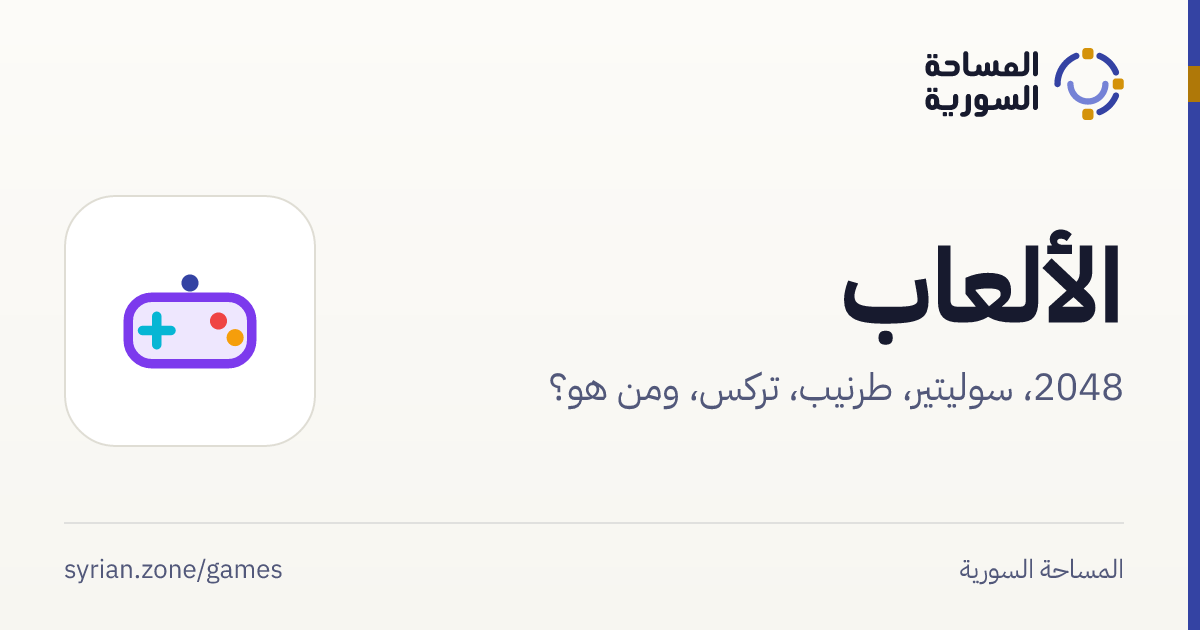 المساحة
السورية
الألعاب
2048، سوليتير، طرنيب، تركس، ومن هو؟
المساحة السورية
syrian.zone/games